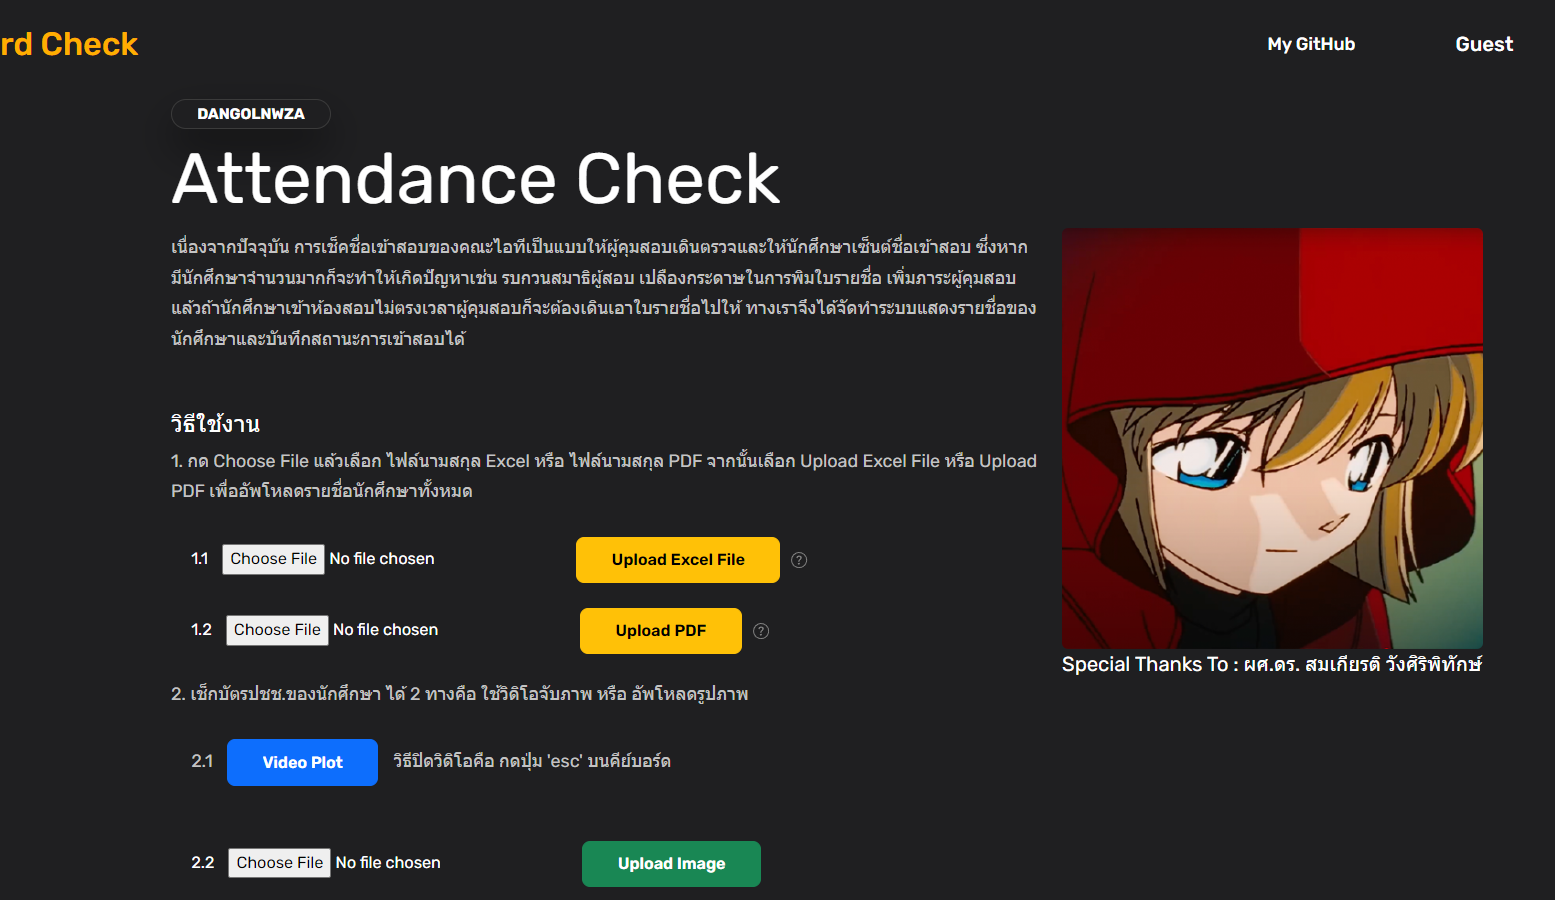 rd Check
My GitHub
Guest
DANGOLNWZA
Attendance Check
เนื่องจากปัจจุบัน การเช็คชื่อเข้าสอบของคณะไอทีเป็นแบบให้ผู้คุมสอบเดินตรวจและให้นักศึกษาเซ็นต์ชื่อเข้าสอบ ซึ่งหาก
มีนักศึกษาจำนวนมากก็จะทำให้เกิดปัญหาเช่น รบกวนสมาธิผู้สอบ เปลืองกระดาษในการพิมใบรายชื่อ เพิ่มภาระผู้คุมสอบ
แล้วถ้านักศึกษาเข้าห้องสอบไม่ตรงเวลาผู้คุมสอบก็จะต้องเดินเอาใบรายชื่อไปให้ ทางเราจึงได้จัดทำระบบแสดงรายชื่อของ
นักศึกษาและบันทึกสถานะการเข้าสอบได้
วิธีใช้งาน
1. กด Choose File แล้วเลือก ไฟล์นามสกุล Excel หรือ ไฟล์นามสกุล PDF จากนั้นเลือก Upload Excel File หรือ Upload
PDF เพื่ออัพโหลดรายชื่อนักศึกษาทั้งหมด
1.1 Choose File No file chosen Upload Excel File ?
1.2 Choose File No file chosen Upload PDF ?
Special Thanks To : ผศ.ดร. สมเกียรติ วังศิริพิทักษ์
2. เช็กบัตรปชช.ของนักศึกษา ได้ 2 ทางคือ ใช้วิดิโอจับภาพ หรือ อัพโหลดรูปภาพ
2.1 Video Plot วิธีปิดวิดิโอคือ กดปุ่ม 'esc' บนคีย์บอร์ด
2.2 Choose File No file chosen Upload Image